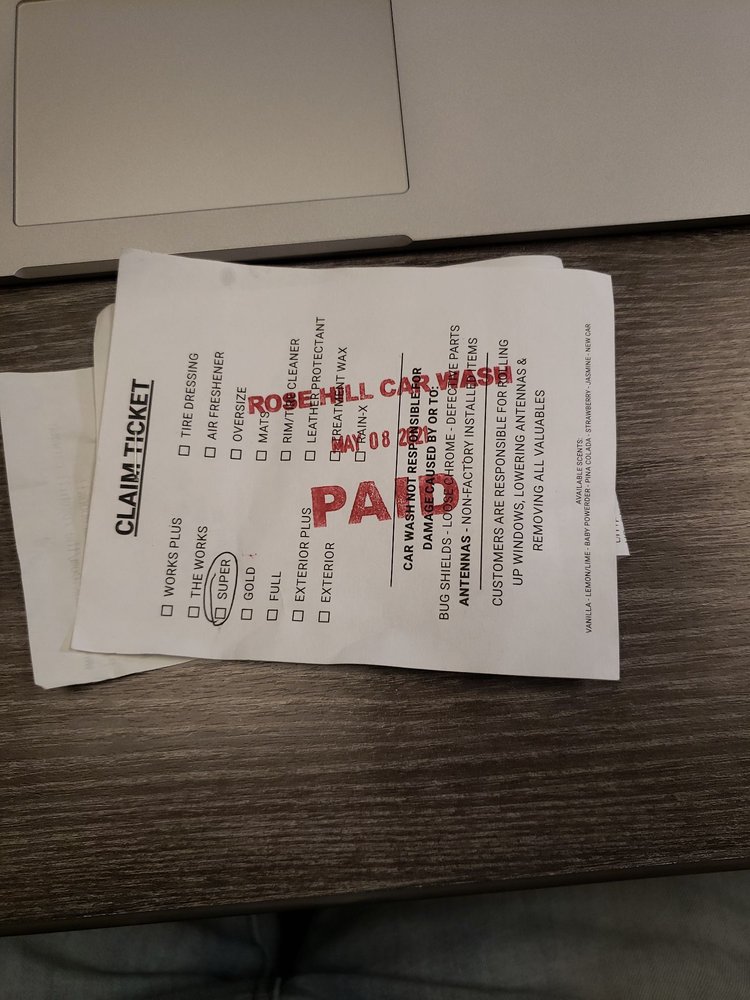 CLAIM TICKET
☐ WORKS PLUS
☐ THE WORKS
☐ SUPER
☐ GOLD
☐ FULL
☐ EXTERIOR PLUS
☐ EXTERIOR
☐ TIRE DRESSING
☐ AIR FRESHENER
☐ OVERSIZE
☐ MATS
☐ RIM/TIRE CLEANER
☐ LEATHER PROTECTANT
☐ TREATMENT WAX
☐ RAIN-X
ROSE HILL CAR WASH
MAY 08 2021
PAID
CAR WASH NOT RESPONSIBLE FOR
DAMAGE CAUSED BY OR TO:
BUG SHIELDS - LOOSE CHROME - DEFECTIVE PARTS
ANTENNAS - NON-FACTORY INSTALLED ITEMS
CUSTOMERS ARE RESPONSIBLE FOR ROLLING
UP WINDOWS, LOWERING ANTENNAS &
REMOVING ALL VALUABLES
AVAILABLE SCENTS:
VANILLA - LEMON/LIME - BABY POWERDER - PINA COLADA - STRAWBERRY - JASMINE - NEW CAR